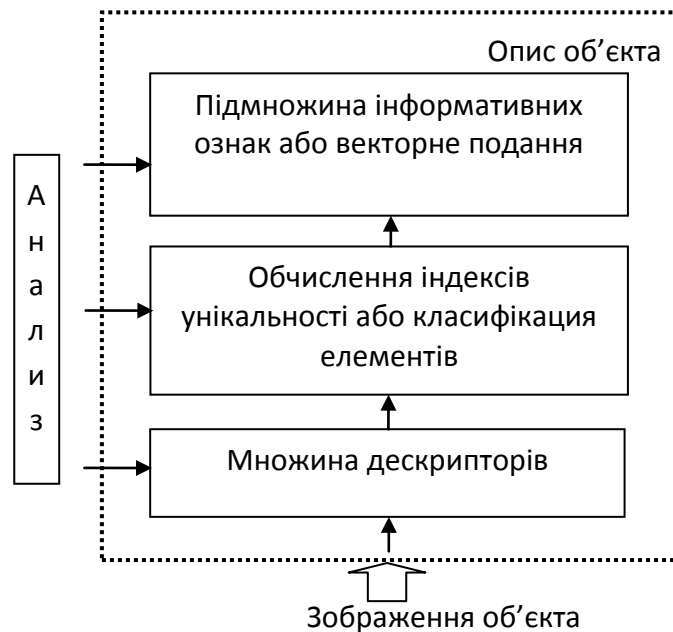 Опис об’єкта
Підмножина інформативних
ознак або векторне подання
А
н
а
л
и
з
Обчислення індексів
унікальності або класифікация
елементів
Множина дескрипторів
Зображення об’єкта